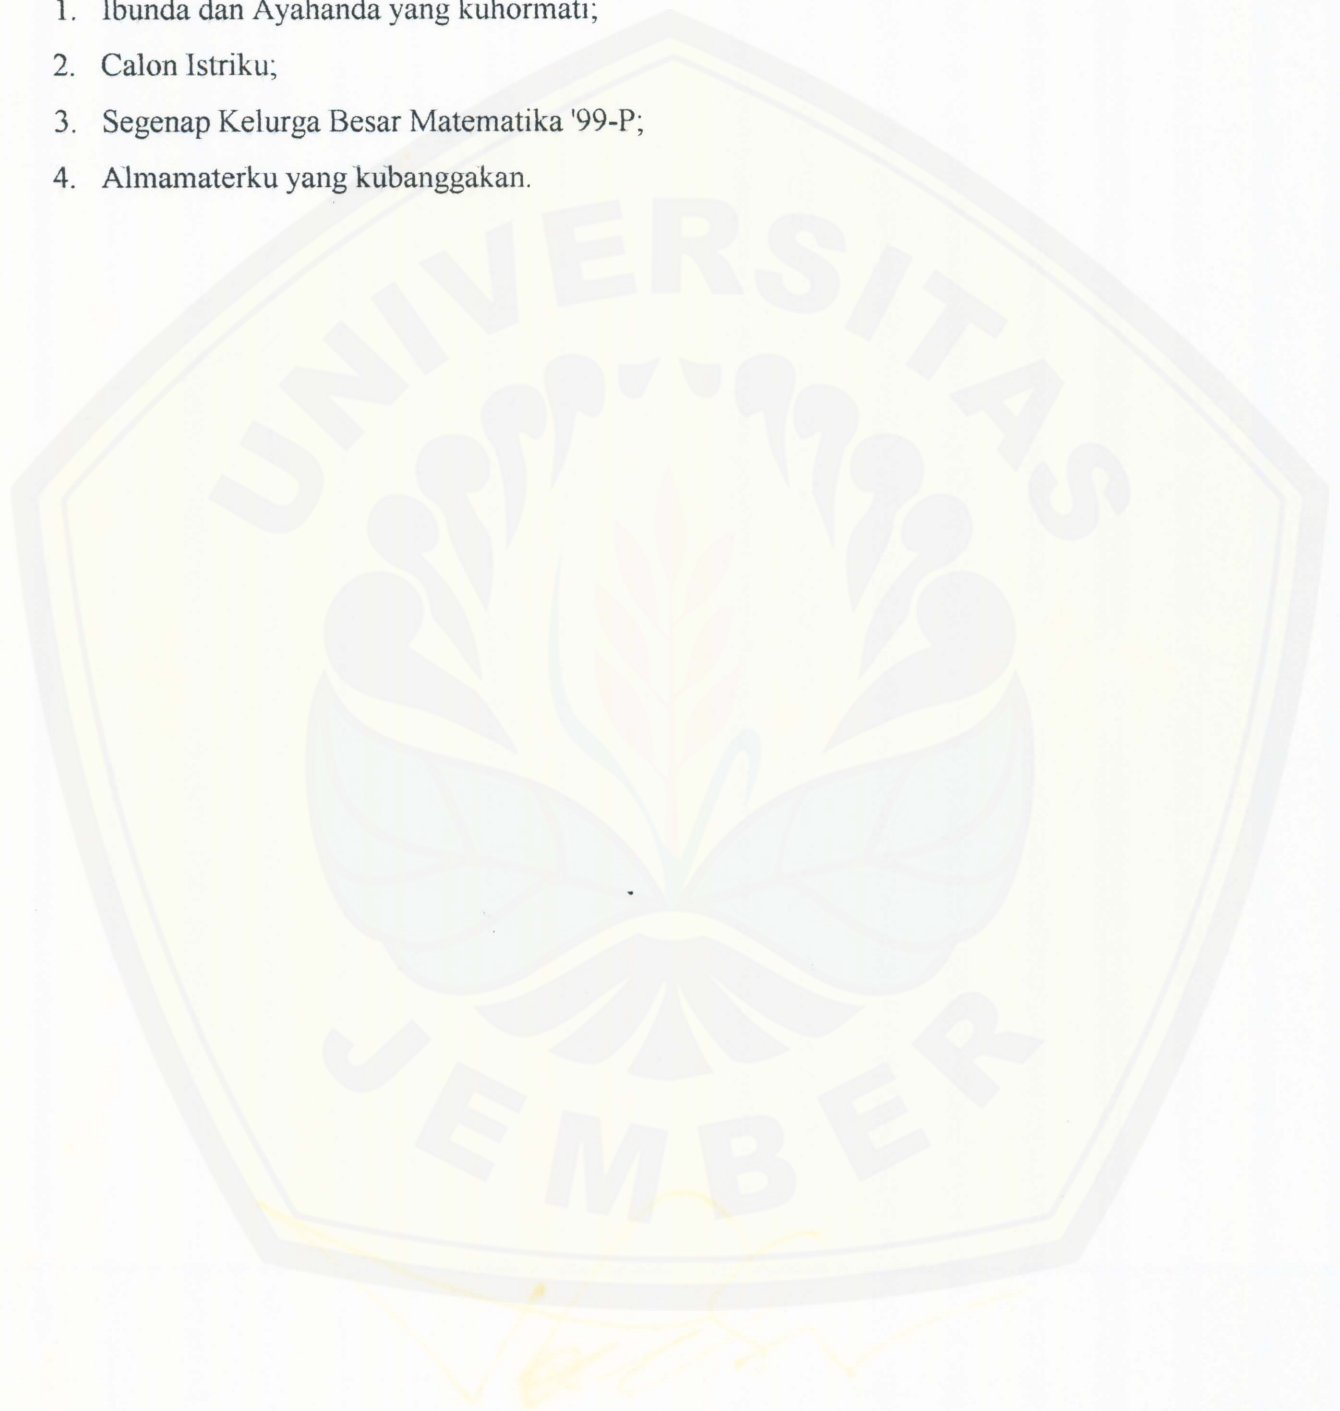 1. Ibunda dan Ayahanda yang kuhormati;
2. Calon Istriku;
3. Segenap Kelurga Besar Matematika '99-P;
4. Almamaterku yang kubanggakan.
UNIVERSITAS
JEMBER